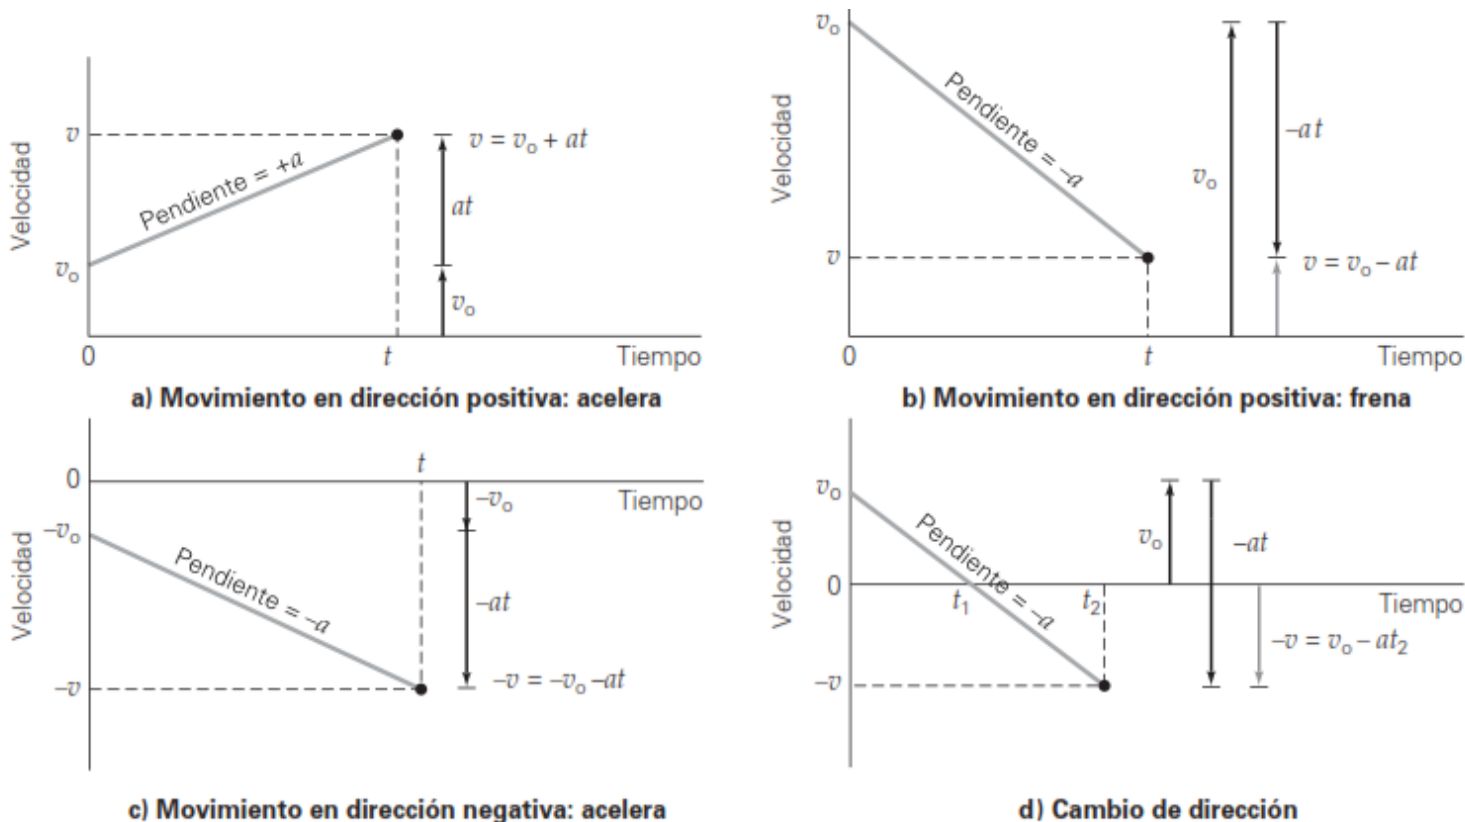 Velocidad
v
v = v₀ + at
Pendiente = +a
at
v₀
v₀
0
t
Tiempo
a) Movimiento en dirección positiva: acelera
v₀
Velocidad
Pendiente = –a
–at
v₀
v
v = v₀ – at
0
t
Tiempo
b) Movimiento en dirección positiva: frena
0
t
–v₀
Tiempo
–v₀
Velocidad
Pendiente = –a
–at
–v
–v = –v₀ –at
c) Movimiento en dirección negativa: acelera
v₀
Velocidad
Pendiente = –a
v₀
–at
0
t₁
t₂
Tiempo
–v = v₀ – at₂
–v
d) Cambio de dirección